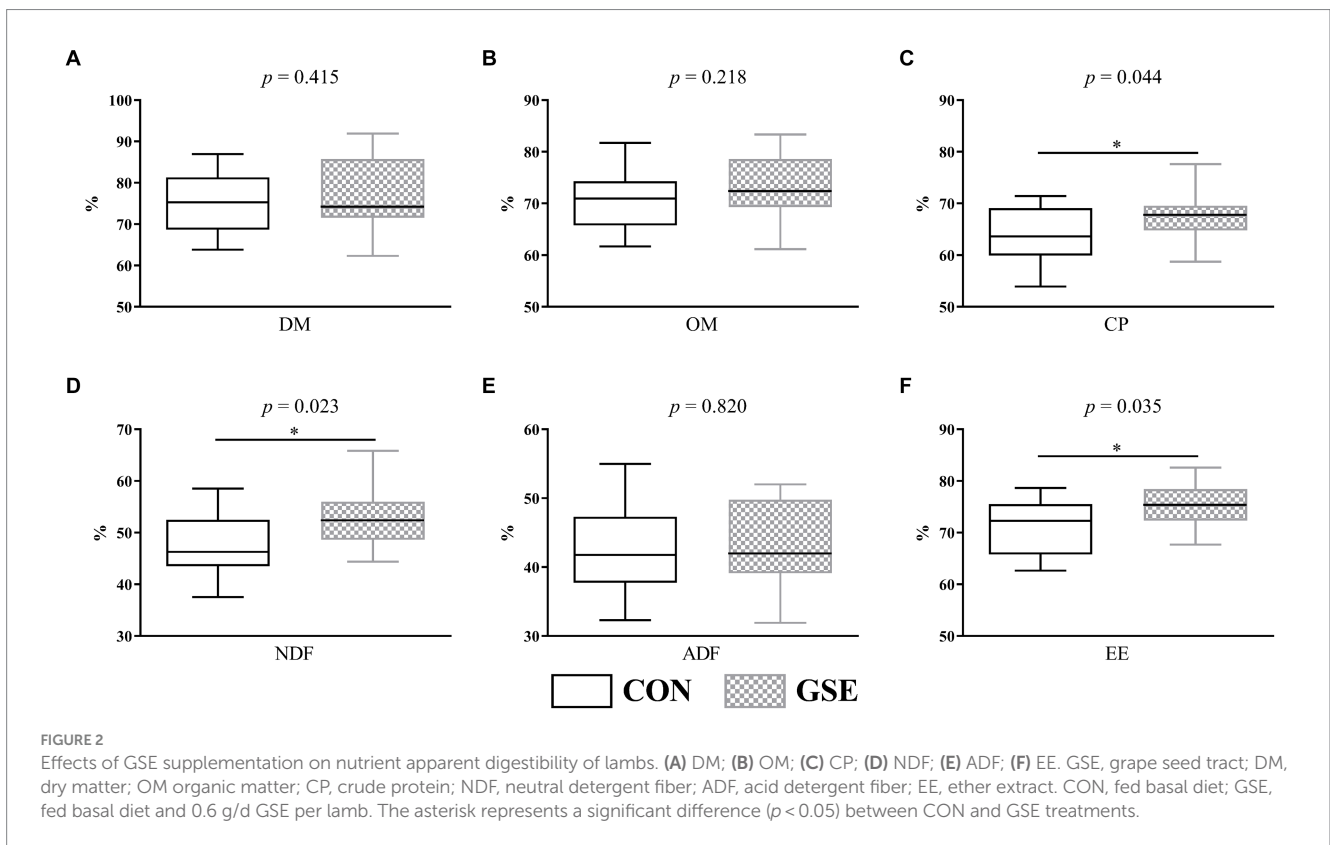 A
p = 0.415
100
90
80
70
60
50
%
DM
B
p = 0.218
90
80
70
60
50
%
OM
C
p = 0.044
*
90
80
70
60
50
%
CP
D
p = 0.023
*
70
60
50
40
30
%
NDF
E
p = 0.820
60
50
40
30
%
ADF
F
p = 0.035
*
90
80
70
60
50
%
EE
CON GSE
FIGURE 2
Effects of GSE supplementation on nutrient apparent digestibility of lambs. (A) DM; (B) OM; (C) CP; (D) NDF; (E) ADF; (F) EE. GSE, grape seed tract; DM,
dry matter; OM organic matter; CP, crude protein; NDF, neutral detergent fiber; ADF, acid detergent fiber; EE, ether extract. CON, fed basal diet; GSE,
fed basal diet and 0.6 g/d GSE per lamb. The asterisk represents a significant difference (p < 0.05) between CON and GSE treatments.